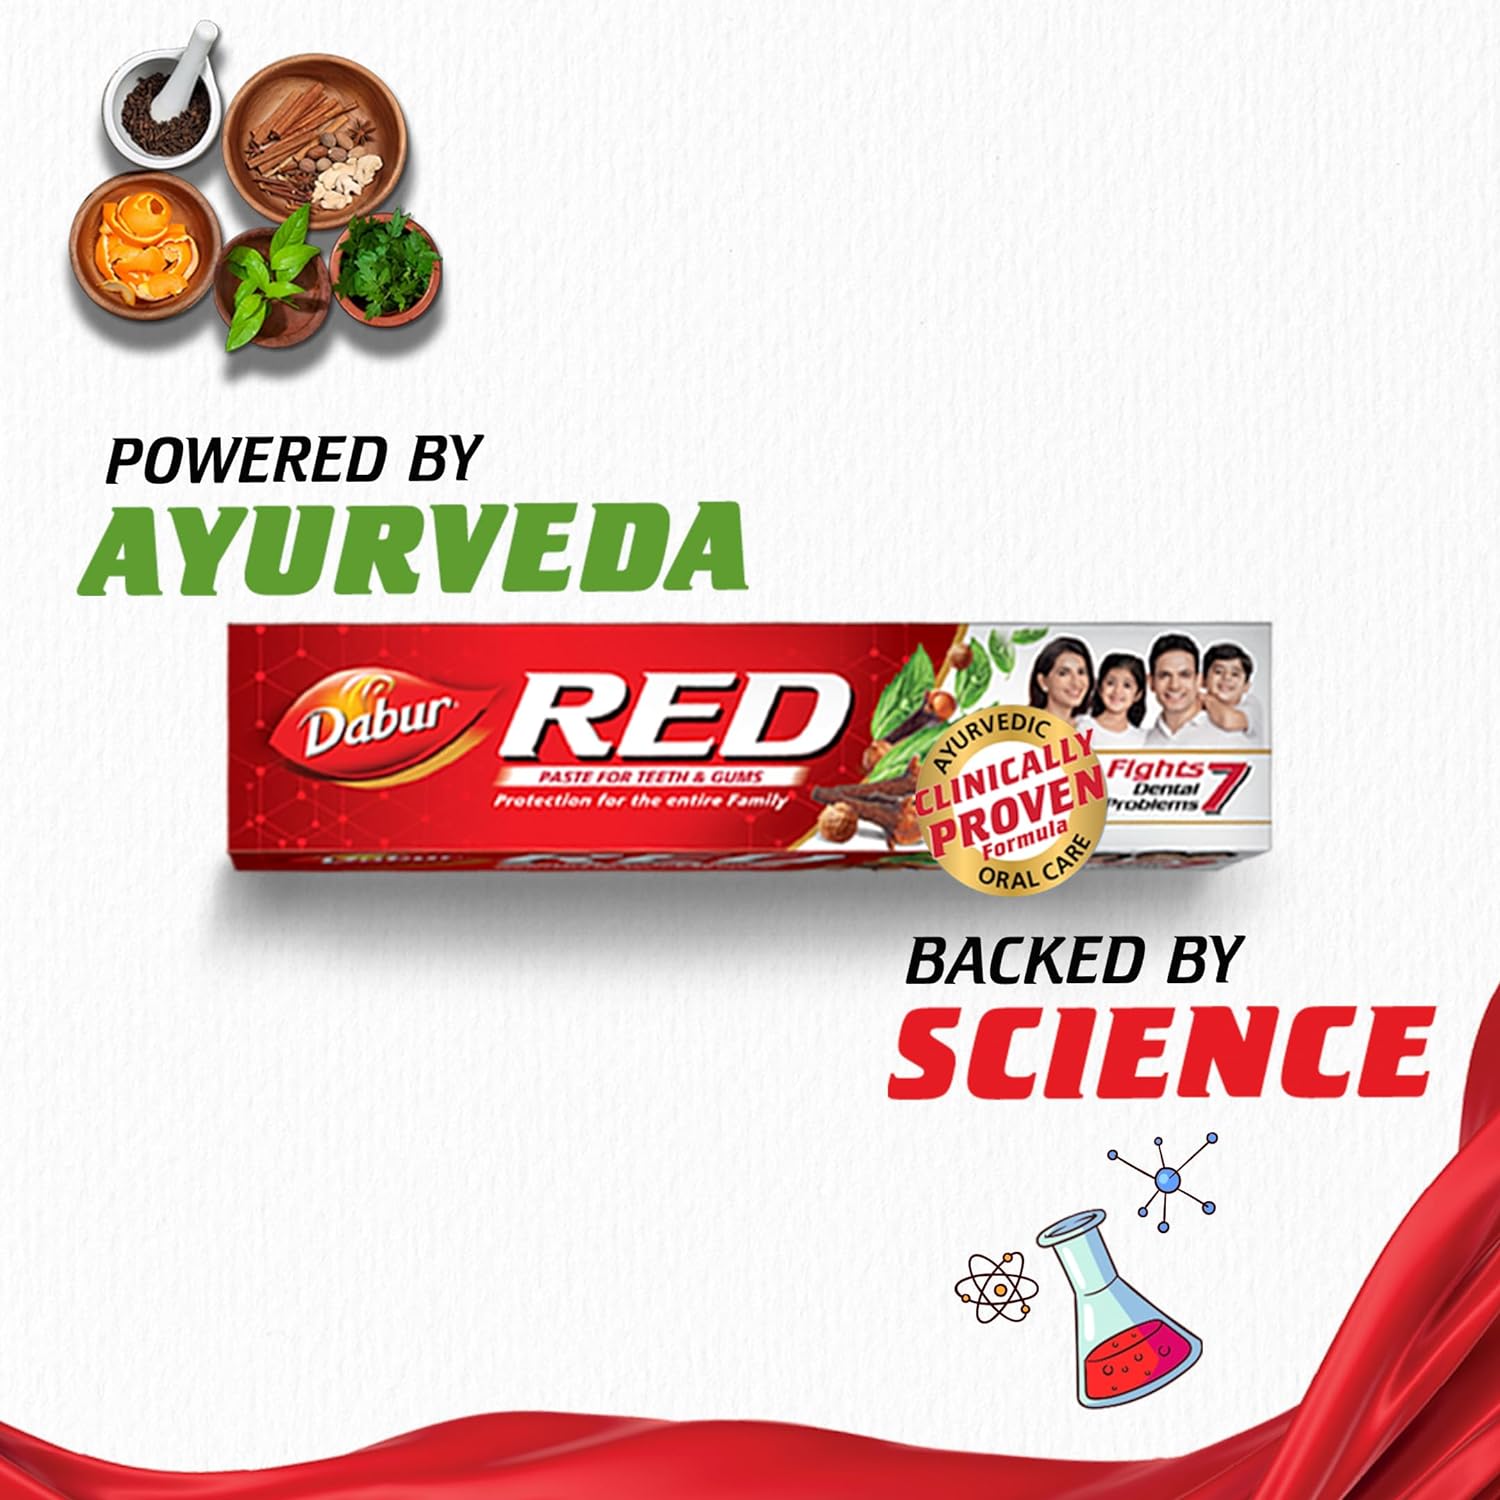 POWERED BY
AYURVEDA
Dabur
RED
PASTE FOR TEETH & GUMS
Protection for the entire Family
AYURVEDIC
CLINICALLY
PROVEN
Formula
ORAL CARE
Fights 7
Dental
Problems
BACKED BY
SCIENCE